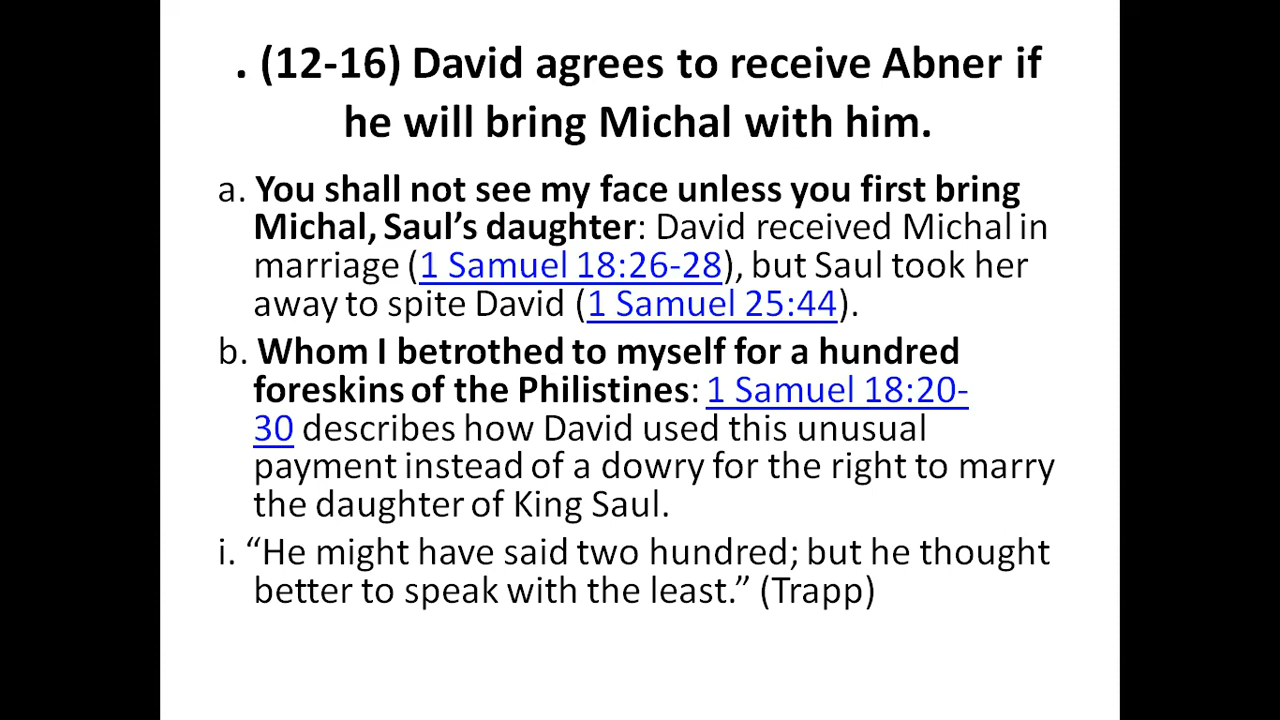 . (12-16) David agrees to receive Abner if
he will bring Michal with him.
a. You shall not see my face unless you first bring
Michal, Saul’s daughter: David received Michal in
marriage (1 Samuel 18:26-28), but Saul took her
away to spite David (1 Samuel 25:44).
b. Whom I betrothed to myself for a hundred
foreskins of the Philistines: 1 Samuel 18:20-
30 describes how David used this unusual
payment instead of a dowry for the right to marry
the daughter of King Saul.
i. “He might have said two hundred; but he thought
better to speak with the least.” (Trapp)